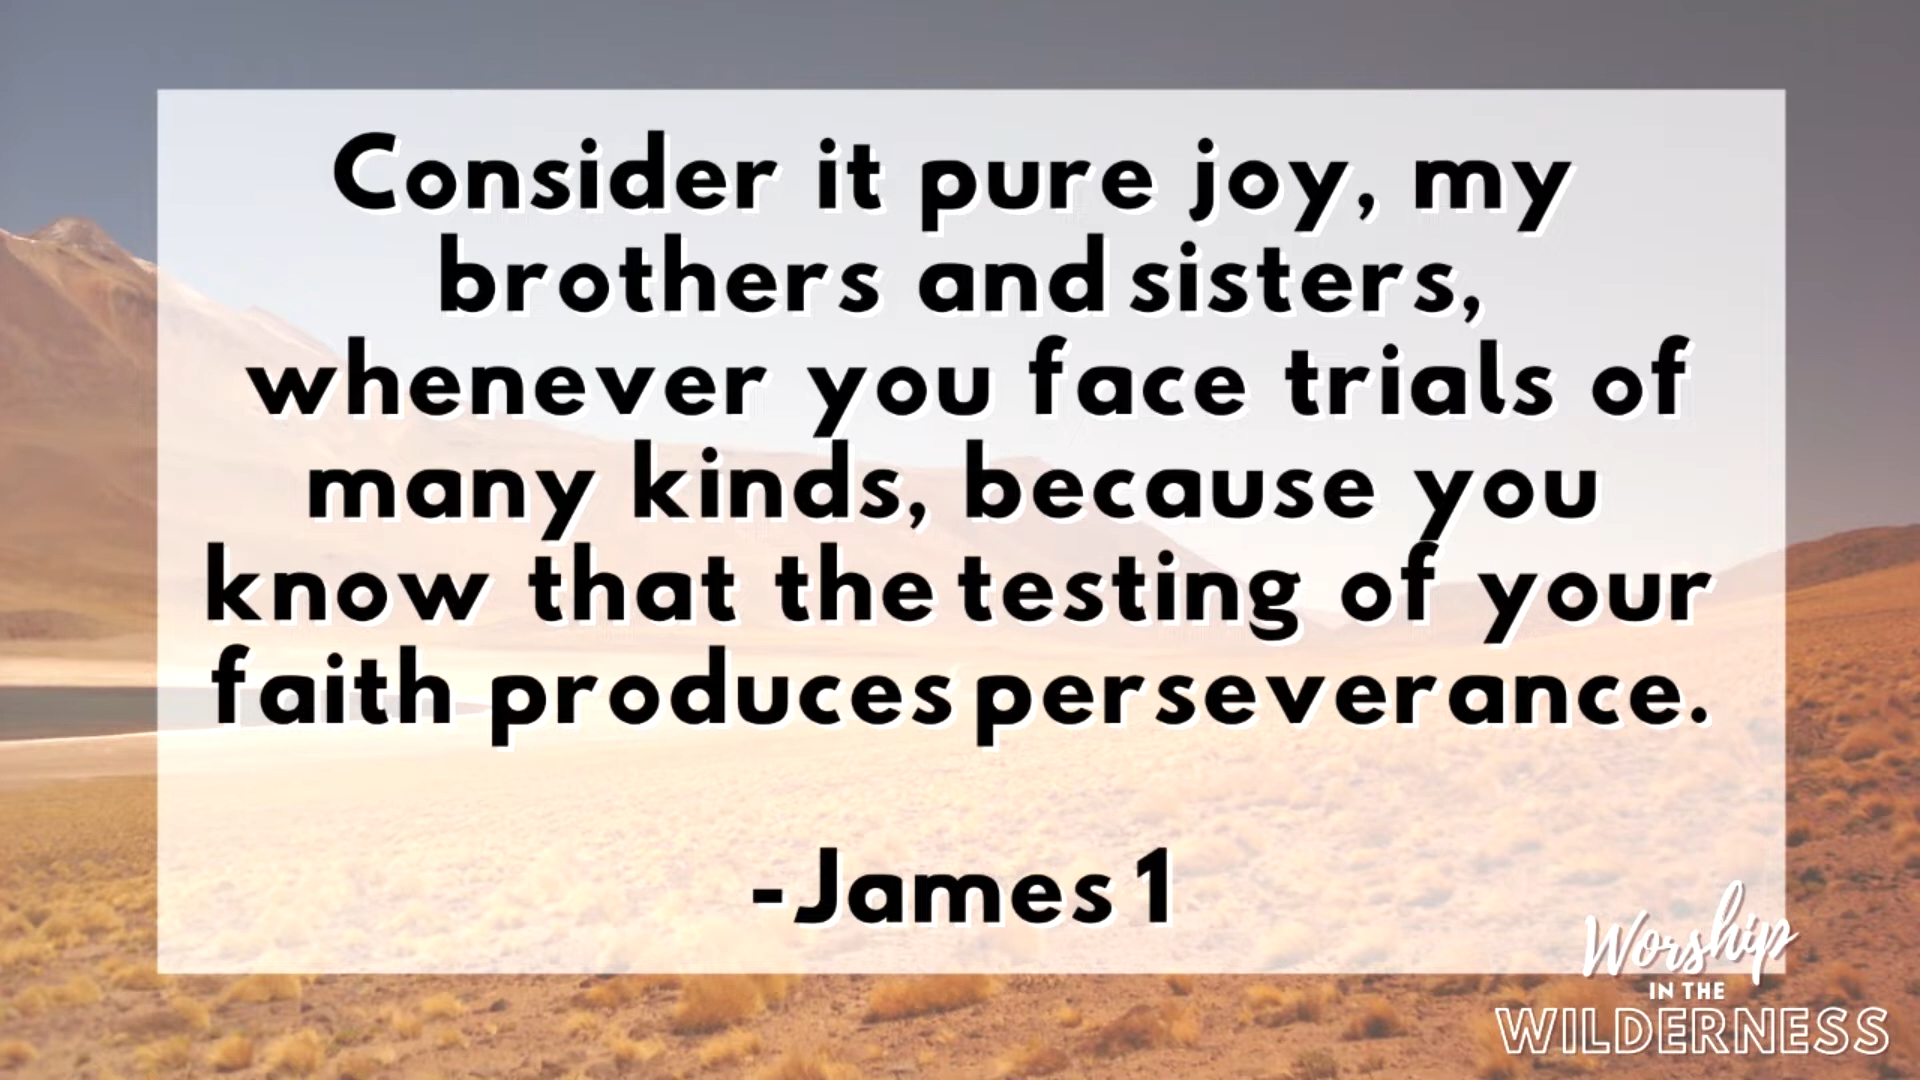 Consider it pure joy, my
brothers and sisters,
whenever you face trials of
many kinds, because you
know that the testing of your
faith produces perseverance.
-James 1
Worship
IN THE
WILDERNESS